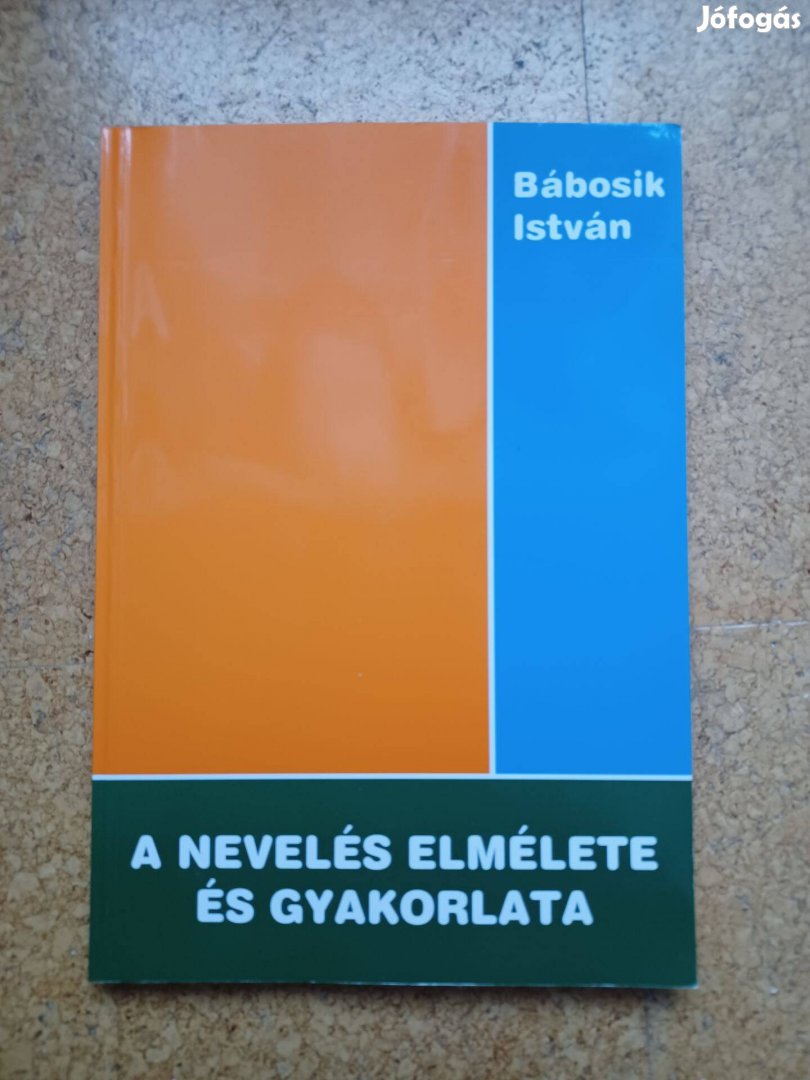 Jófogás
Bábosik
István
A NEVELÉS ELMÉLETE
ÉS GYAKORLATA